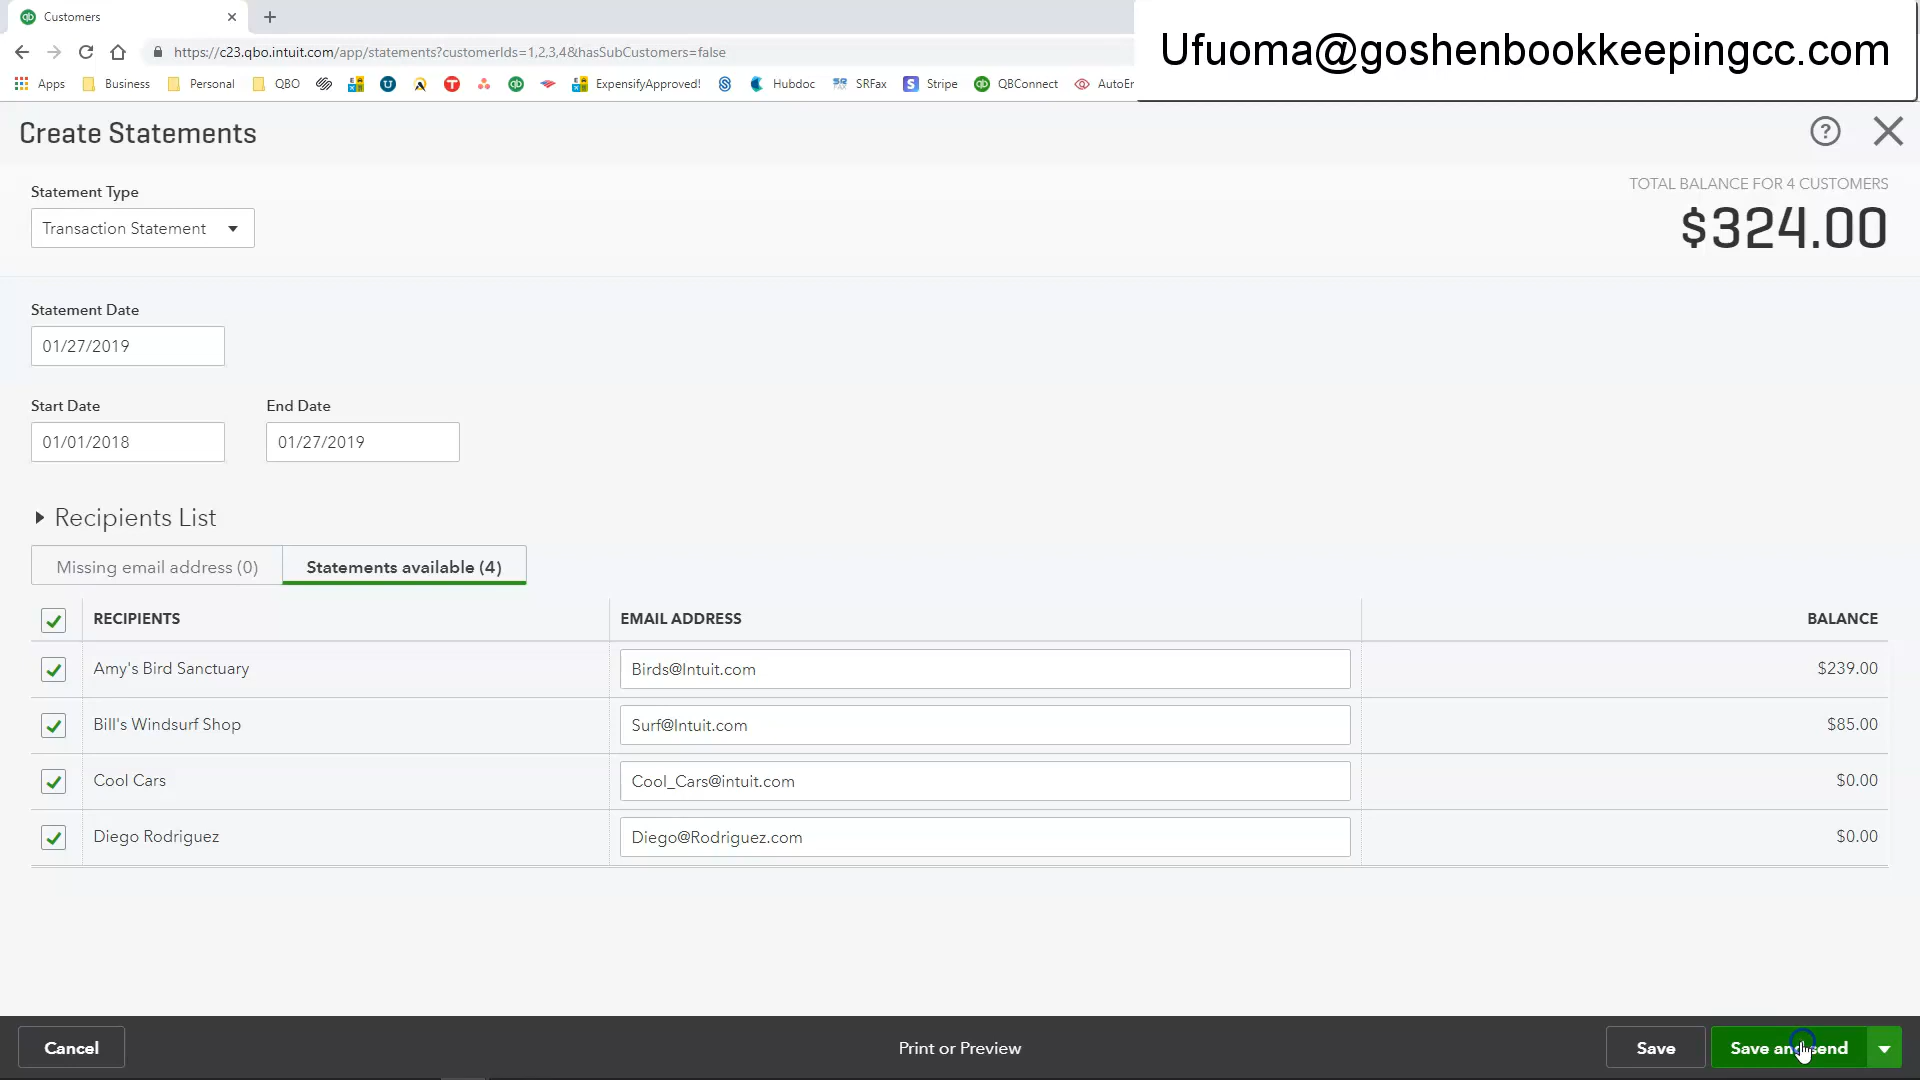 Customers
https://c23.qbo.intuit.com/app/statements?customerIds=1,2,3,4&hasSubCustomers=false
Ufuoma@goshenbookkeepingcc.com
Apps Business Personal QBO ExpensifyApproved! Hubdoc SRFax Stripe QBConnect AutoEr
Create Statements
Statement Type
TOTAL BALANCE FOR 4 CUSTOMERS
Transaction Statement
$324.00
Statement Date
01/27/2019
Start Date End Date
01/01/2018 01/27/2019
Recipients List
Missing email address (0) Statements available (4)
RECIPIENTS EMAIL ADDRESS BALANCE
Amy's Bird Sanctuary Birds@Intuit.com $239.00
Bill's Windsurf Shop Surf@Intuit.com $85.00
Cool Cars Cool_Cars@intuit.com $0.00
Diego Rodriguez Diego@Rodriguez.com $0.00
Cancel Print or Preview Save Save and send